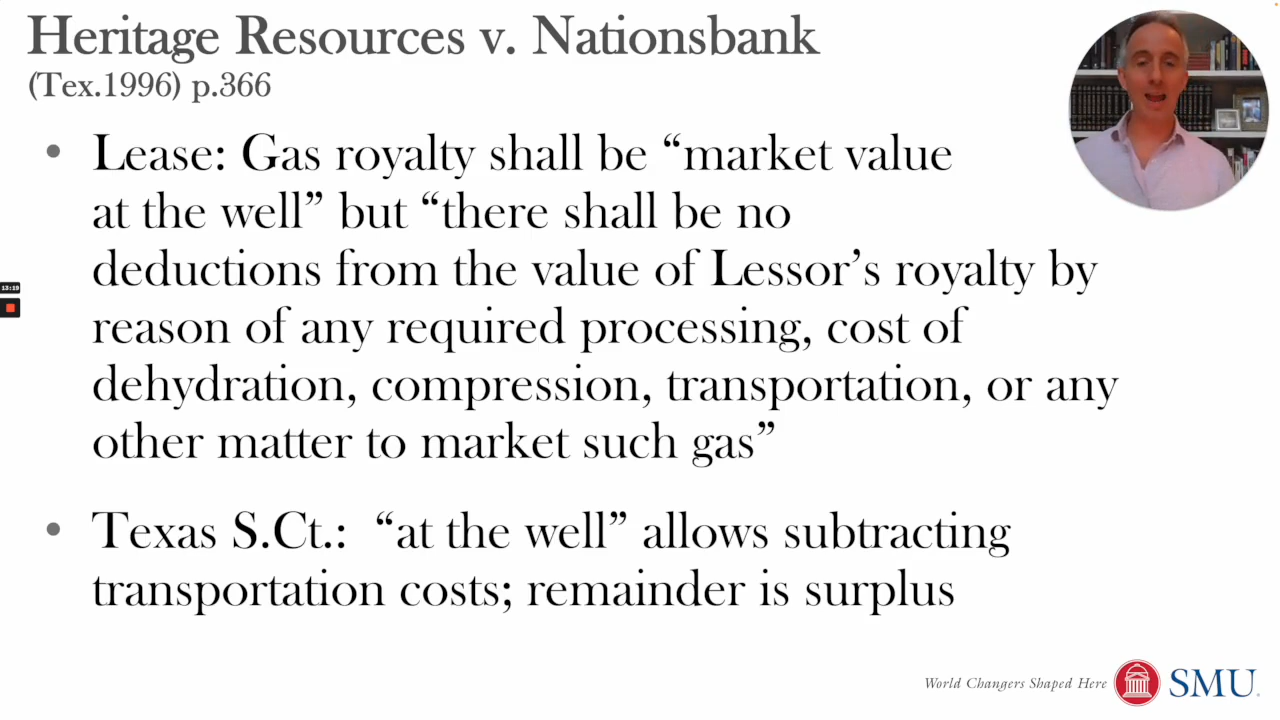 Heritage Resources v. Nationsbank
(Tex.1996) p.366
• Lease: Gas royalty shall be “market value
at the well” but “there shall be no
deductions from the value of Lessor’s royalty by
reason of any required processing, cost of
dehydration, compression, transportation, or any
other matter to market such gas”
• Texas S.Ct.: “at the well” allows subtracting
transportation costs; remainder is surplus
13:19
World Changers Shaped Here
SMU.